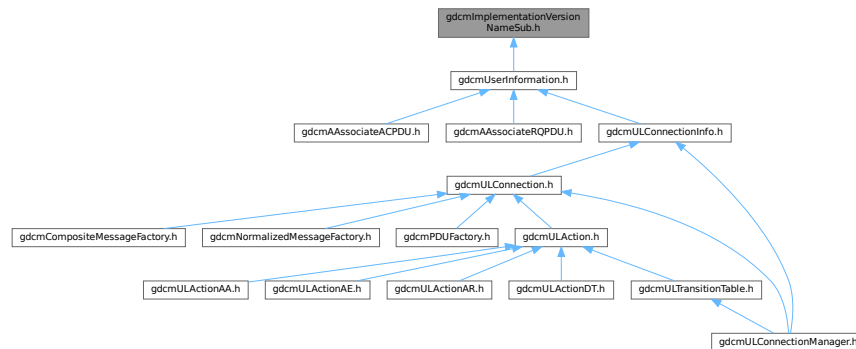 gdcmImplementationVersion
NameSub.h
gdcmUserInformation.h
gdcmAAssociateACPDU.h
gdcmAAssociateRQPDU.h
gdcmULConnectionInfo.h
gdcmULConnection.h
gdcmCompositeMessageFactory.h
gdcmNormalizedMessageFactory.h
gdcmPDUFactory.h
gdcmULAction.h
gdcmULActionAA.h
gdcmULActionAE.h
gdcmULActionAR.h
gdcmULActionDT.h
gdcmULTransitionTable.h
gdcmULConnectionManager.h